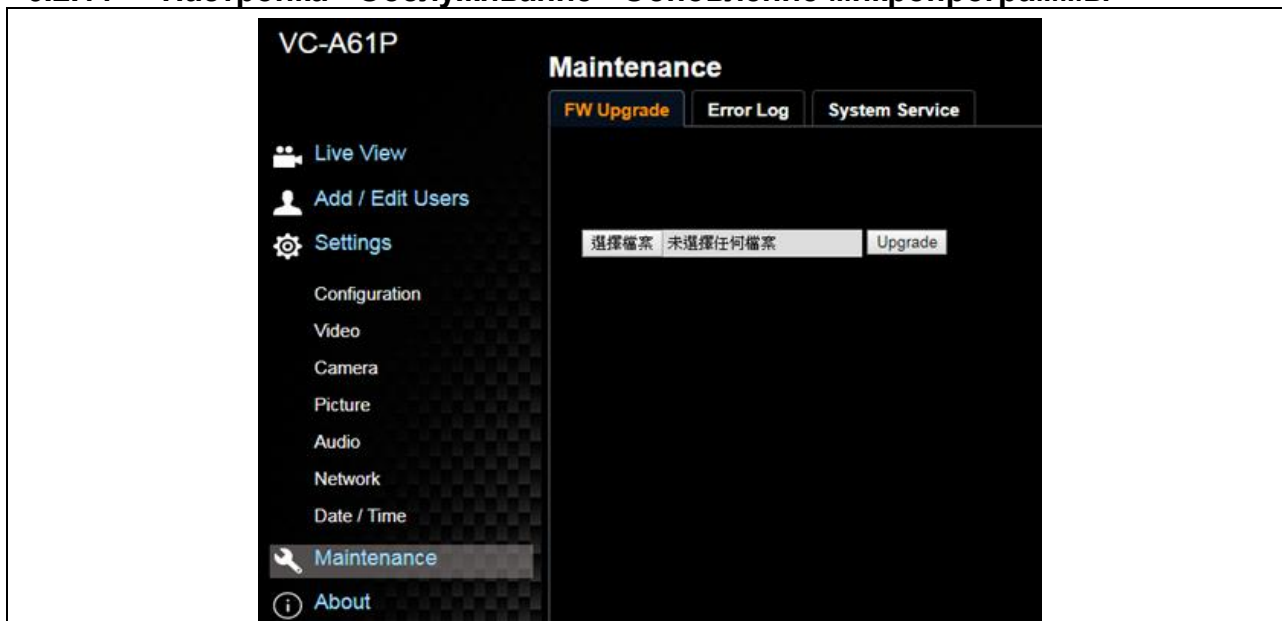 VC-A61P
Maintenance
FW Upgrade Error Log System Service
Live View
Add / Edit Users
Settings
選擇檔案 未選擇任何檔案 Upgrade
Configuration
Video
Camera
Picture
Audio
Network
Date / Time
Maintenance
About